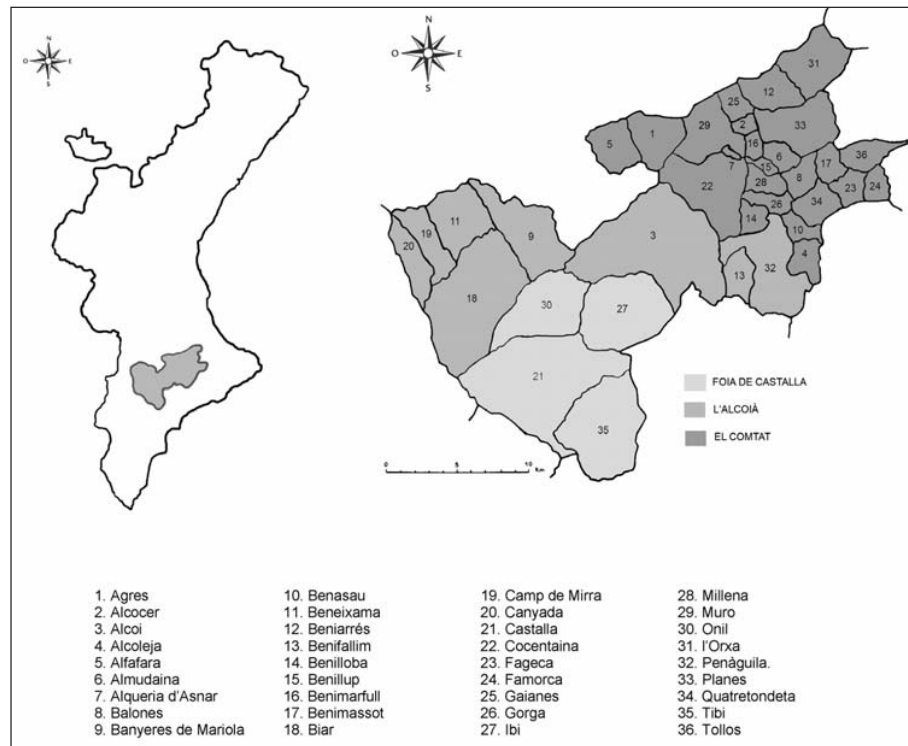 N
O E
S
N
O E
S
31
12
25
2
33
29
1
5
16
7
6
15
17
36
28
8
22
23
24
26
34
14
10
4
11
19
20
9
3
32
13
18
30
27
21
35
FOIA DE CASTALLA
L'ALCOIÀ
EL COMTAT
0 5 10
Km
1. Agres
2. Alcocer
3. Alcoi
4. Alcoleja
5. Alfafara
6. Almudaina
7. Alqueria d'Asnar
8. Balones
9. Banyeres de Mariola
10. Benasau
11. Beneixama
12. Beniarrés
13. Benifallim
14. Benilloba
15. Benillup
16. Benimarfull
17. Benimassot
18. Biar
19. Camp de Mirra
20. Canyada
21. Castalla
22. Cocentaina
23. Fageca
24. Famorca
25. Gaianes
26. Gorga
27. Ibi
28. Millena
29. Muro
30. Onil
31. l'Orxa
32. Penàguila.
33. Planes
34. Quatretondeta
35. Tibi
36. Tollos